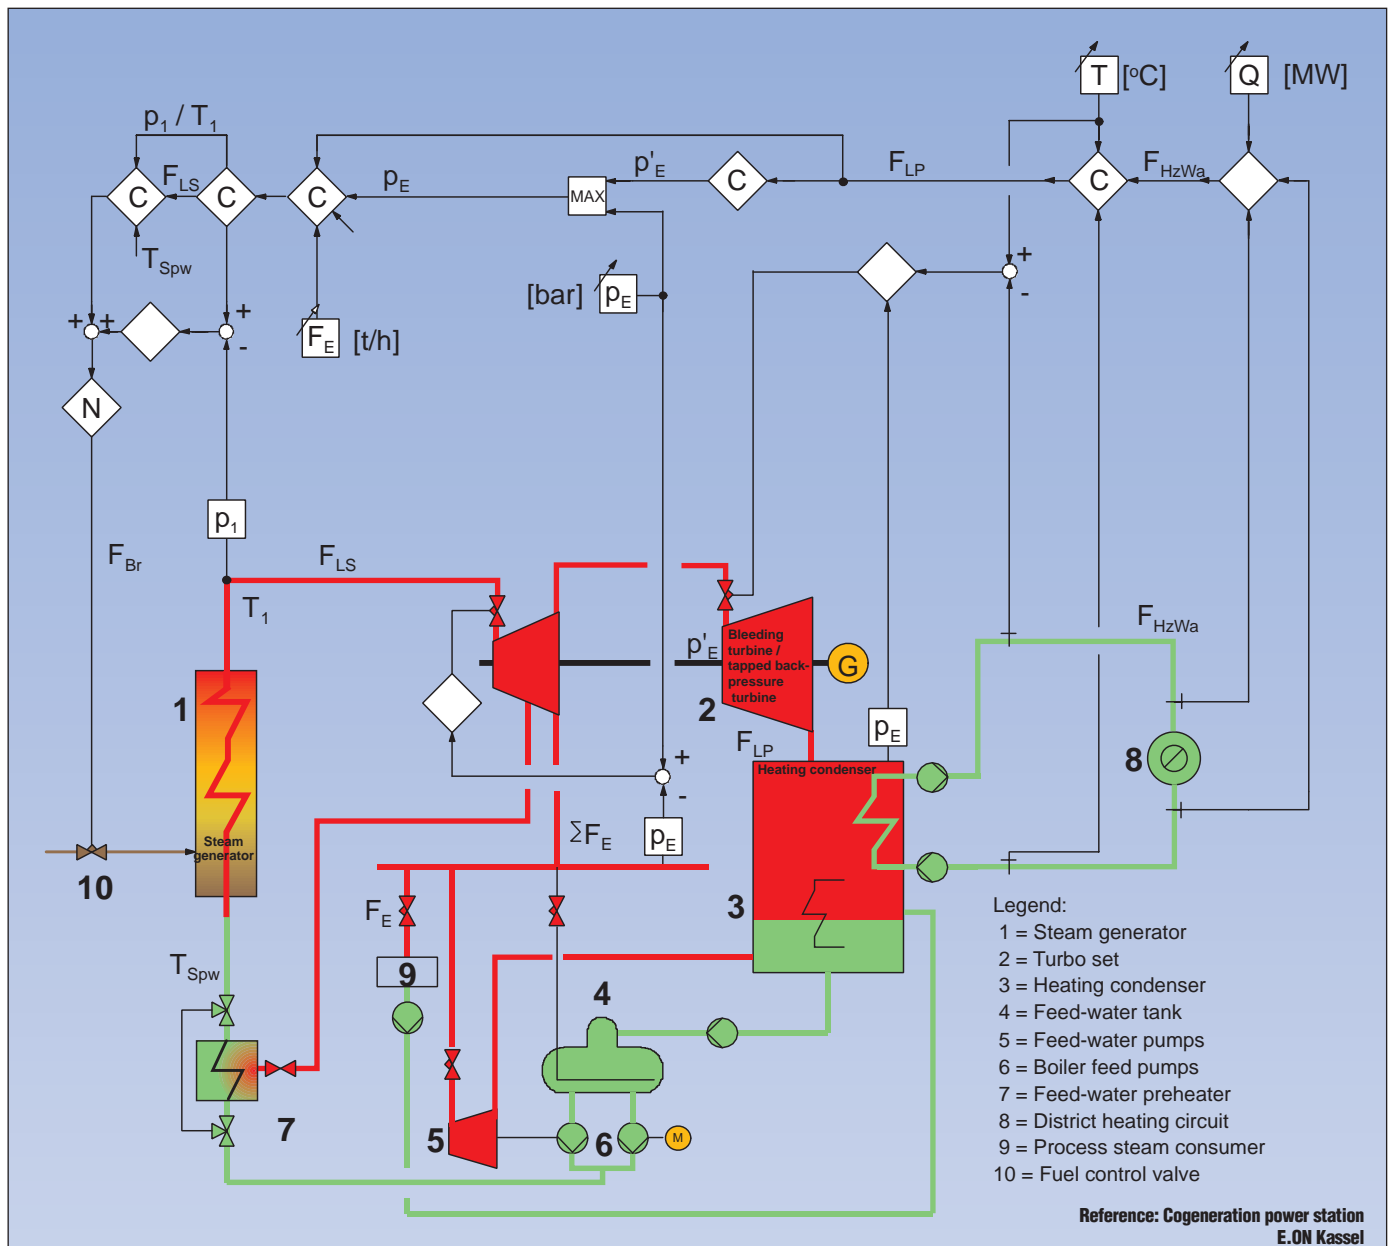 T [°C]
Q [MW]
p1 / T1
FLS
C
C
C
pE
MAX
p'E
C
FLP
C
FHzWa
TSpw
[bar] pE
+
-
+ +
+
-
FE [t/h]
N
p1
FBr
FLS
T1
p'E
Bleeding
turbine /
tapped back-
pressure
turbine
G
FHzWa
1
2
pE
FLP
Heating condenser
8
+
-
Steam
generator
ΣFE
pE
10
FE
3
TSpw
9
4
7
5
6
M
Legend:
1 = Steam generator
2 = Turbo set
3 = Heating condenser
4 = Feed-water tank
5 = Feed-water pumps
6 = Boiler feed pumps
7 = Feed-water preheater
8 = District heating circuit
9 = Process steam consumer
10 = Fuel control valve
Reference: Cogeneration power station
E.ON Kassel